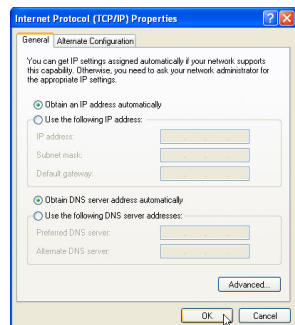 Internet Protocol (TCP/IP) Properties
General
Alternate Configuration
You can get IP settings assigned automatically if your network supports
this capability. Otherwise, you need to ask your network administrator for
the appropriate IP settings.
Obtain an IP address automatically
Use the following IP address:
IP address:
Subnet mask:
Default gateway:
Obtain DNS server address automatically
Use the following DNS server addresses:
Preferred DNS server:
Alternate DNS server:
Advanced...
OK
Cancel